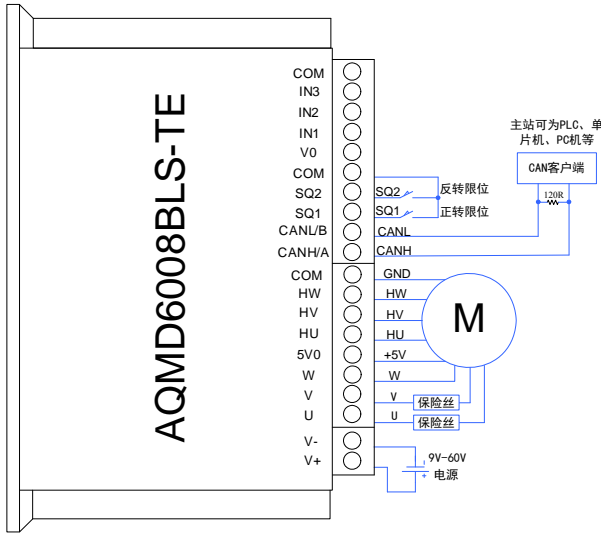 AQMD6008BLS-TE
COM
IN3
IN2
IN1
V0
COM
SQ2
SQ1
CANL/B
CANH/A
COM
HW
HV
HU
5V0
W
V
U
V-
V+
SQ2
反转限位
SQ1
正转限位
CANL
CANH
GND
HW
HV
HU
+5V
W
V
保险丝
U
保险丝
M
主站可为PLC、单
片机、PC机等
CAN客户端
120R
9V-60V
电源
-
+